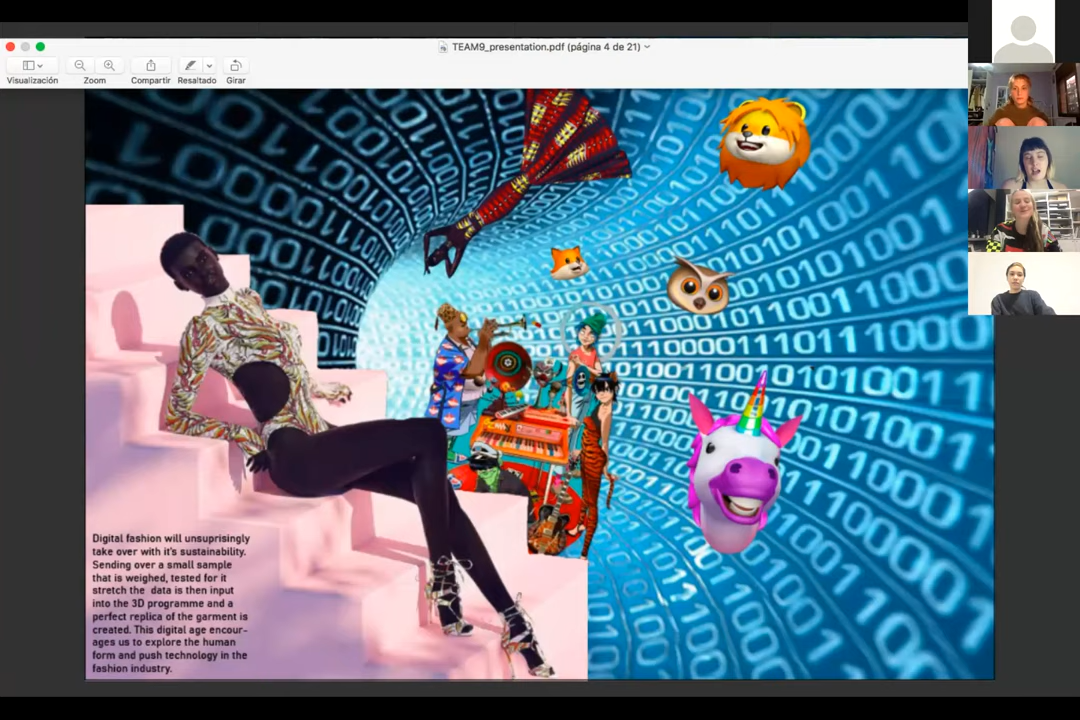 TEAM9_presentation.pdf (página 4 de 21)
Visualización
Zoom
Compartir
Resaltado
Girar
Digital fashion will unsuprisingly
take over with it's sustainability.
Sending over a small sample
that is weighed, tested for it
stretch the data is then input
into the 3D programme and a
perfect replica of the garment is
created. This digital age encour-
ages us to explore the human
form and push technology in the
fashion industry.